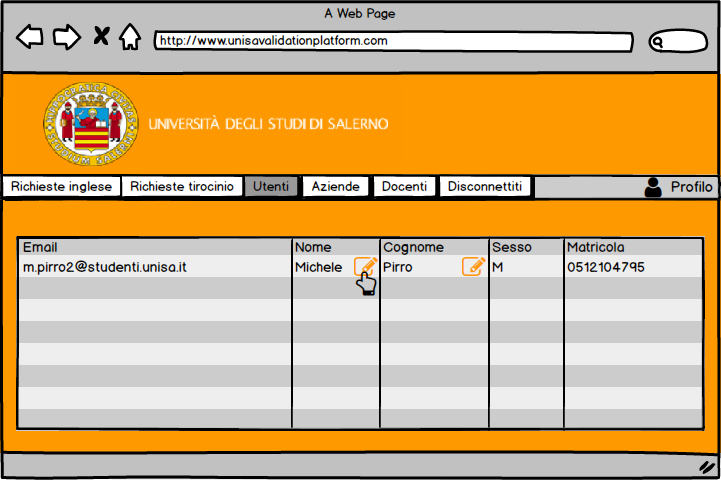 A Web Page
http://www.unisavalidationplatform.com
UNIVERSITÀ DEGLI STUDI DI SALERNO
Richieste inglese Richieste tirocinio Utenti Aziende Docenti Disconnettiti Profilo
Email Nome Cognome Sesso Matricola
m.pirro2@studenti.unisa.it Michele Pirro M 0512104795